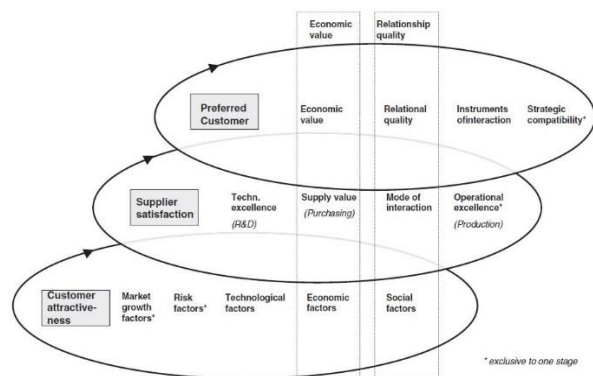 Economic value
Relationship quality
Preferred Customer
Economic value
Relational quality
Instruments ofinteraction
Strategic compatibility*
Supplier satisfaction
Techn. excellence
(R&D)
Supply value
(Purchasing)
Mode of interaction
Operational excellence*
(Production)
Customer attractive-ness
Market growth factors*
Risk factors*
Technological factors
Economic factors
Social factors
* exclusive to one stage